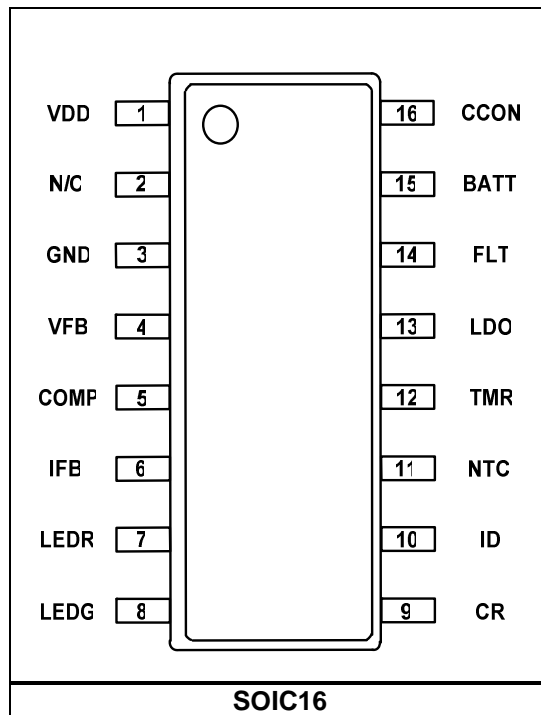 VDD 1 16 CCON
N/C 2 15 BATT
GND 3 14 FLT
VFB 4 13 LDO
COMP 5 12 TMR
IFB 6 11 NTC
LEDR 7 10 ID
LEDG 8 9 CR
SOIC16